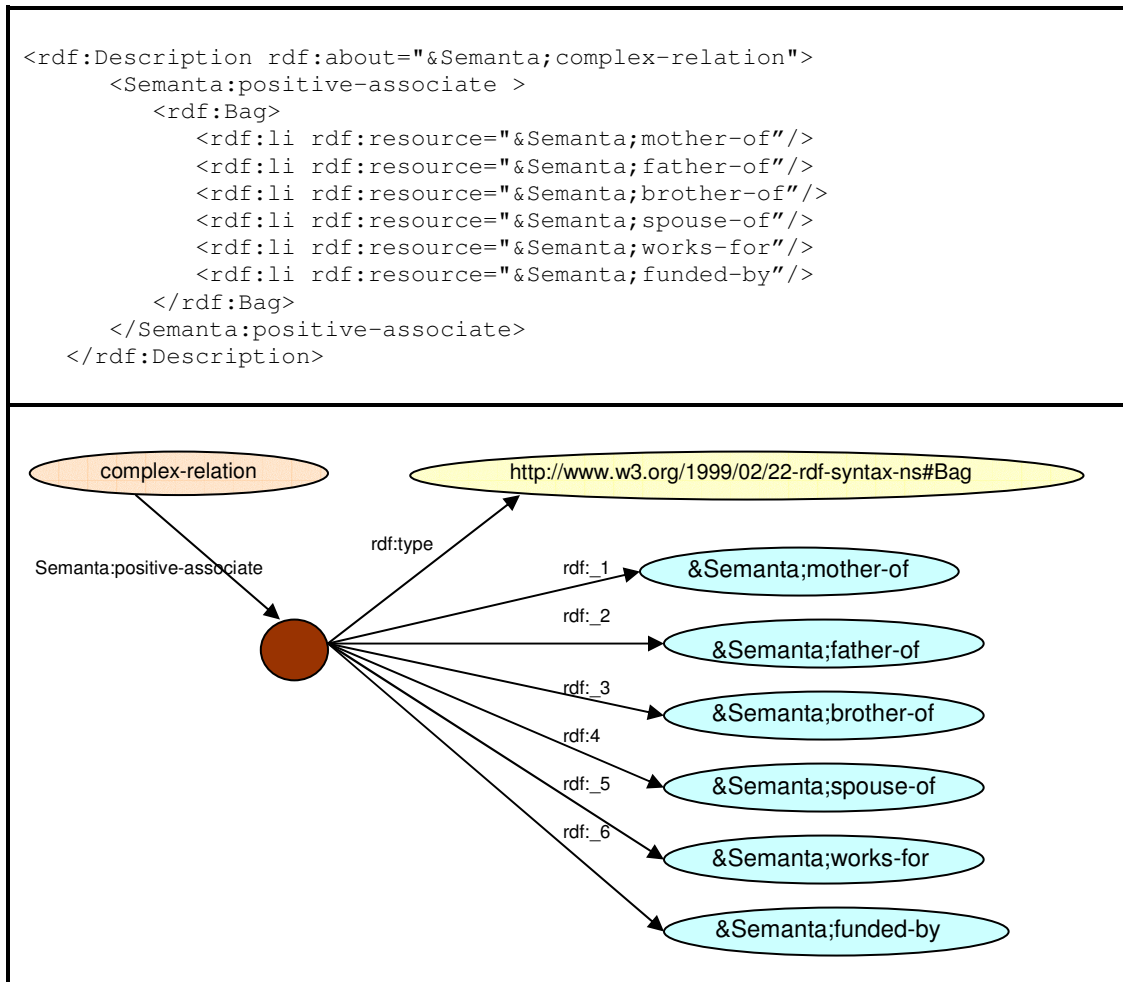 <rdf:Description rdf:about="&Semanta;complex-relation">
<Semanta:positive-associate >
<rdf:Bag>
<rdf:li rdf:resource="&Semanta;mother-of”/>
<rdf:li rdf:resource="&Semanta;father-of”/>
<rdf:li rdf:resource="&Semanta;brother-of”/>
<rdf:li rdf:resource="&Semanta;spouse-of”/>
<rdf:li rdf:resource="&Semanta;works-for”/>
<rdf:li rdf:resource="&Semanta;funded-by”/>
</rdf:Bag>
</Semanta:positive-associate>
</rdf:Description>
complex-relation
http://www.w3.org/1999/02/22-rdf-syntax-ns#Bag
rdf:type
Semanta:positive-associate
rdf:_1
&Semanta;mother-of
rdf:_2
&Semanta;father-of
rdf:_3
&Semanta;brother-of
rdf:4
&Semanta;spouse-of
rdf:_5
rdf:_6
&Semanta;works-for
&Semanta;funded-by